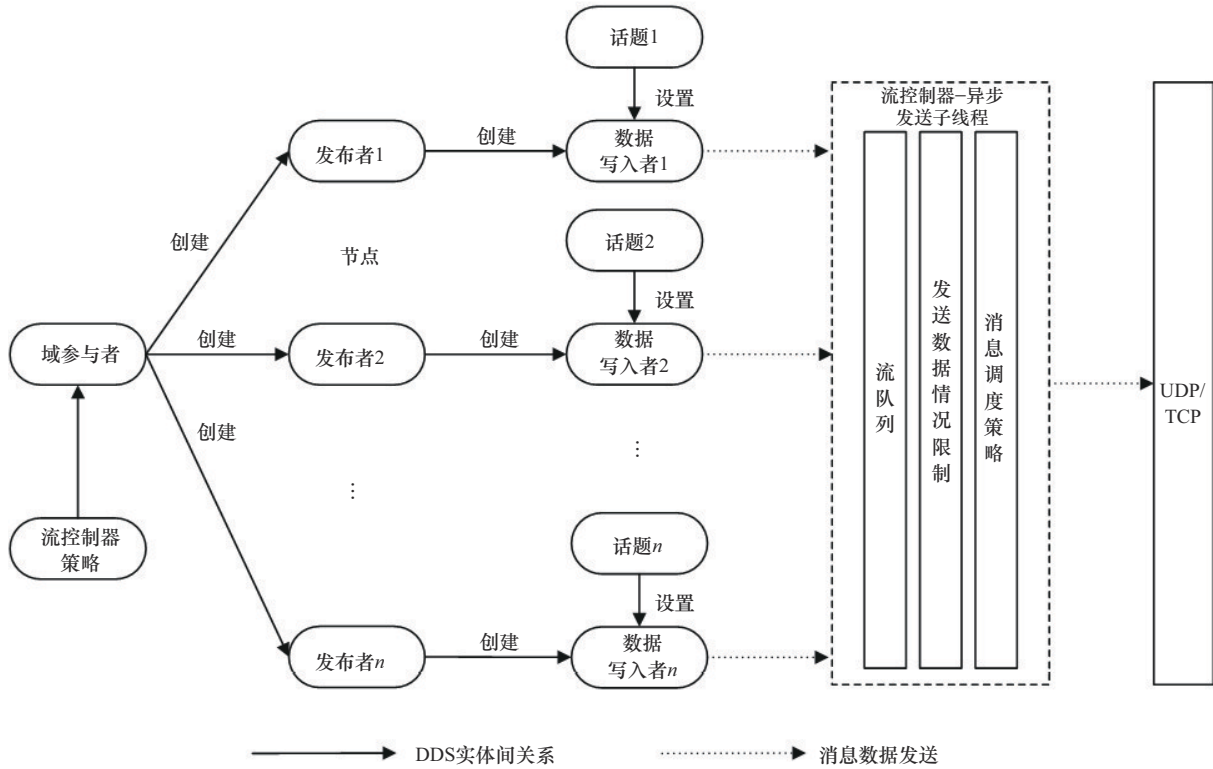 话题1
设置
流控制器–异步
发送子线程
发布者1
创建
数据
写入者1
创建
节点
话题2
设置
域参与者
创建
发布者2
创建
数据
写入者2
流队列
发送数据情况限制
消息调度策略
UDP/
TCP
创建
⋮
⋮
流控制器
策略
话题n
设置
发布者n
创建
数据
写入者n
DDS实体间关系
消息数据发送